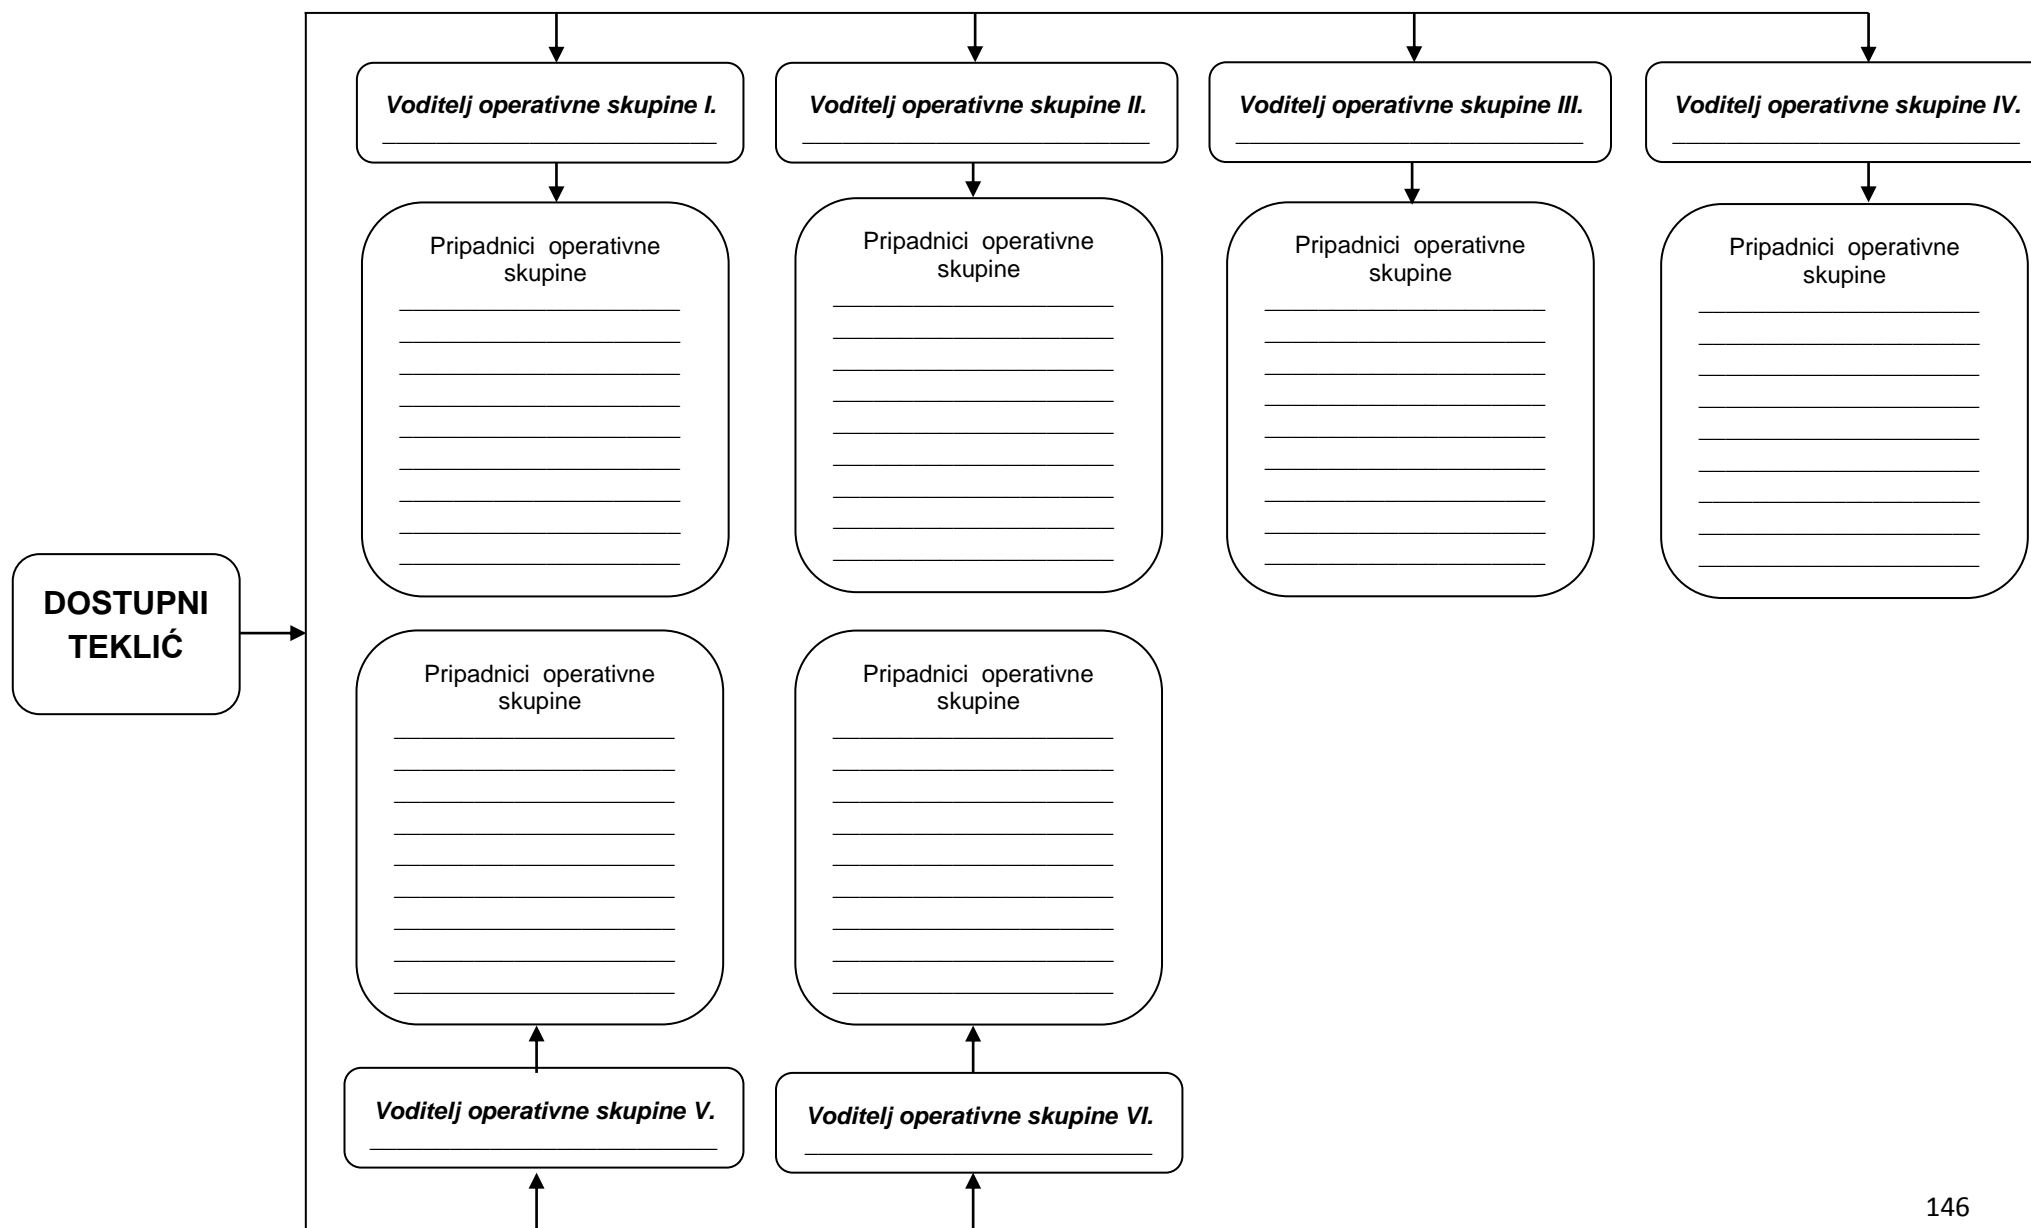 Voditelj operativne skupine I.
Voditelj operativne skupine II.
Voditelj operativne skupine III.
Voditelj operativne skupine IV.
Pripadnici operativne
skupine
Pripadnici operativne
skupine
Pripadnici operativne
skupine
Pripadnici operativne
skupine
DOSTUPNI
TEKLIĆ
Pripadnici operativne
skupine
Pripadnici operativne
skupine
Voditelj operativne skupine V.
Voditelj operativne skupine VI.
146